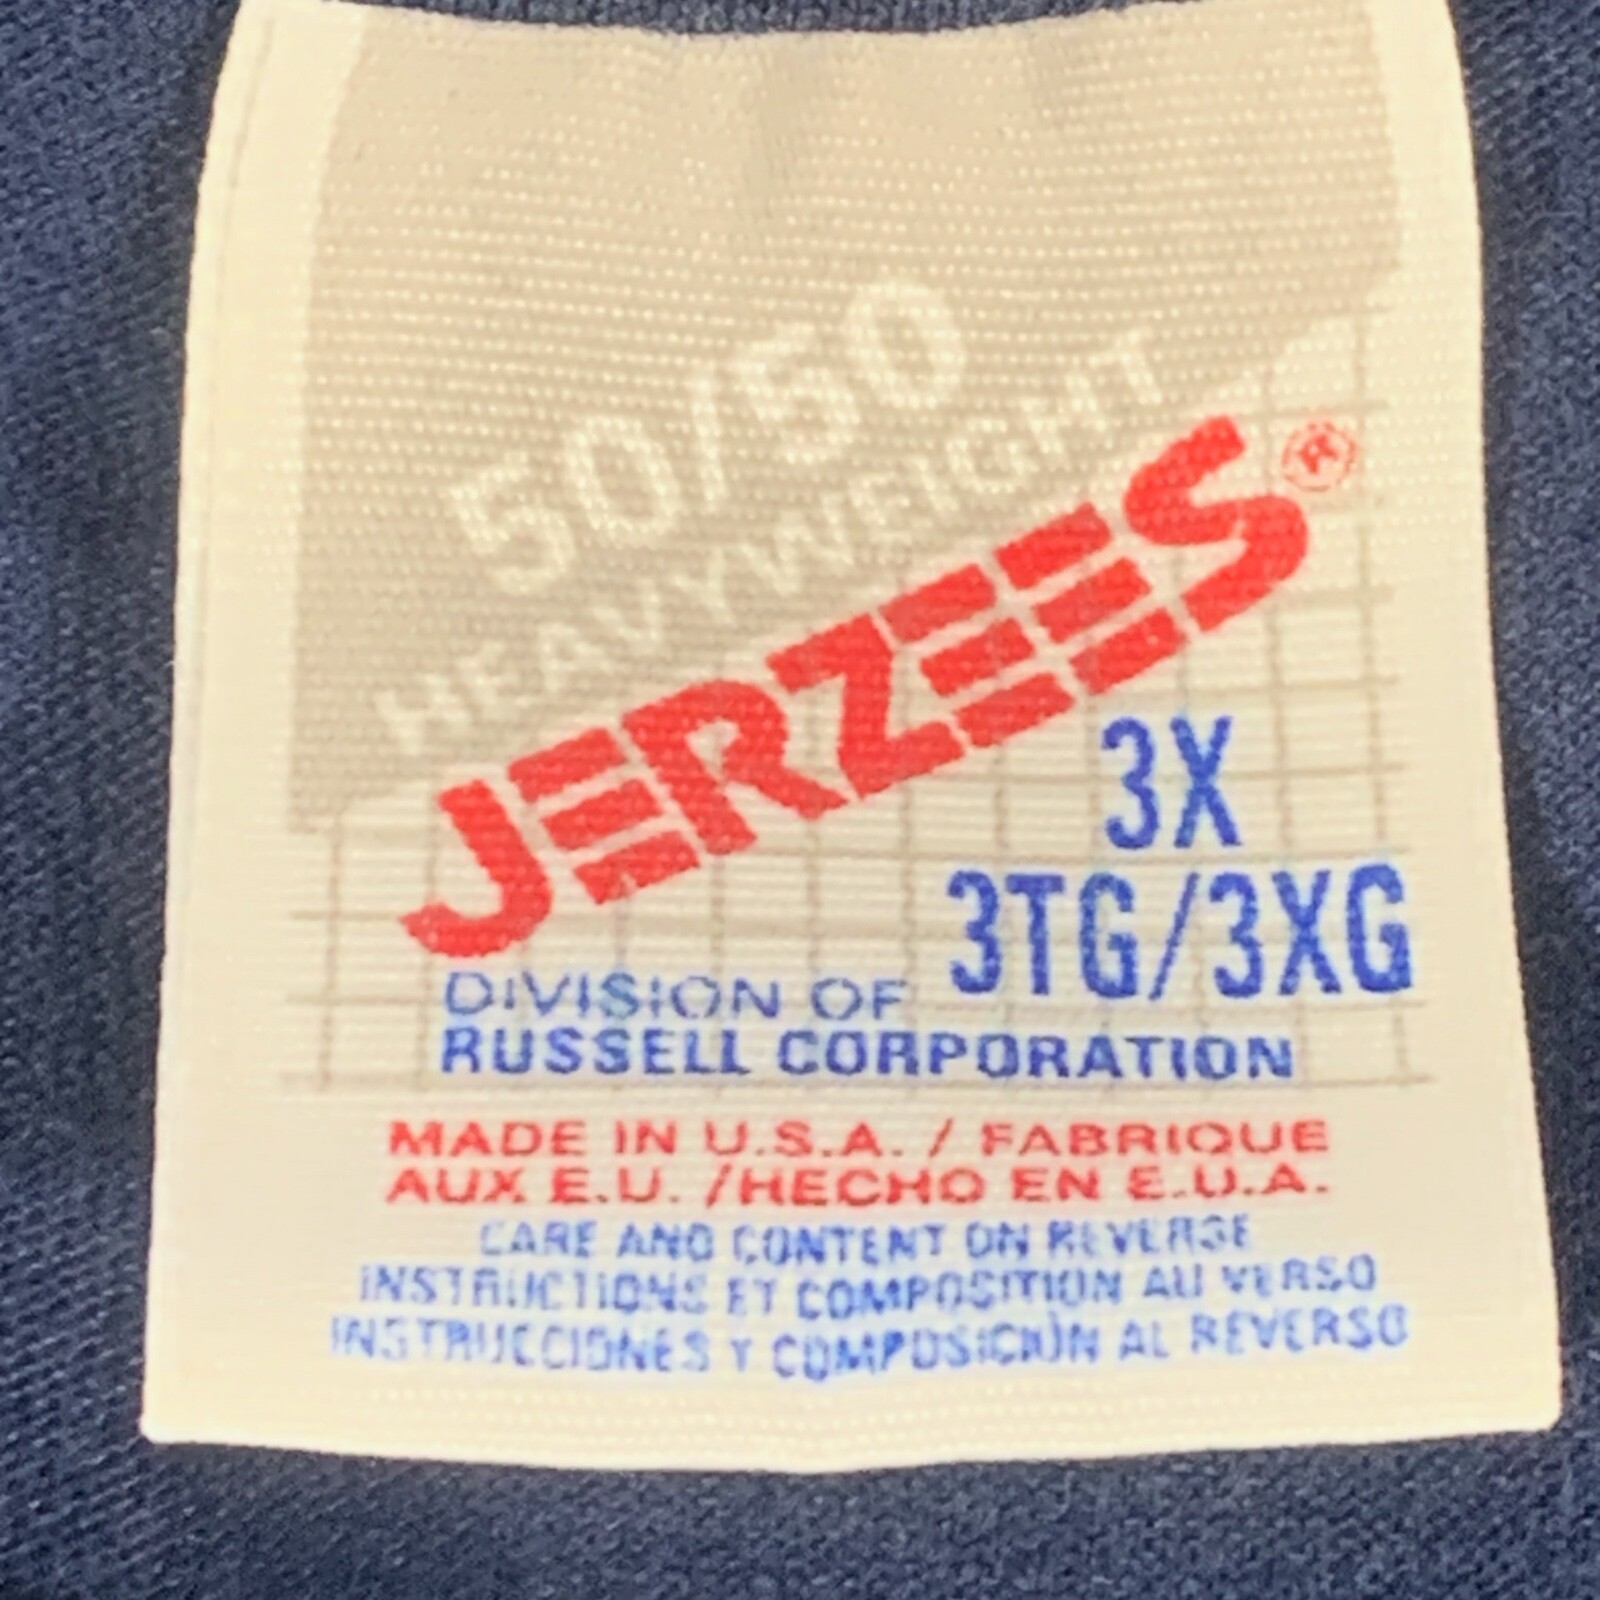 50/50
HEAVYWEIGHT
JERZEES®
3X
3TG/3XG
DIVISION OF
RUSSELL CORPORATION
MADE IN U.S.A. / FABRIQUE
AUX E.U. /HECHO EN E.U.A.
CARE AND CONTENT ON REVERSE
INSTRUCTIONS ET COMPOSITION AU VERSO
INSTRUCCIONES Y COMPOSICIÓN AL REVERSO